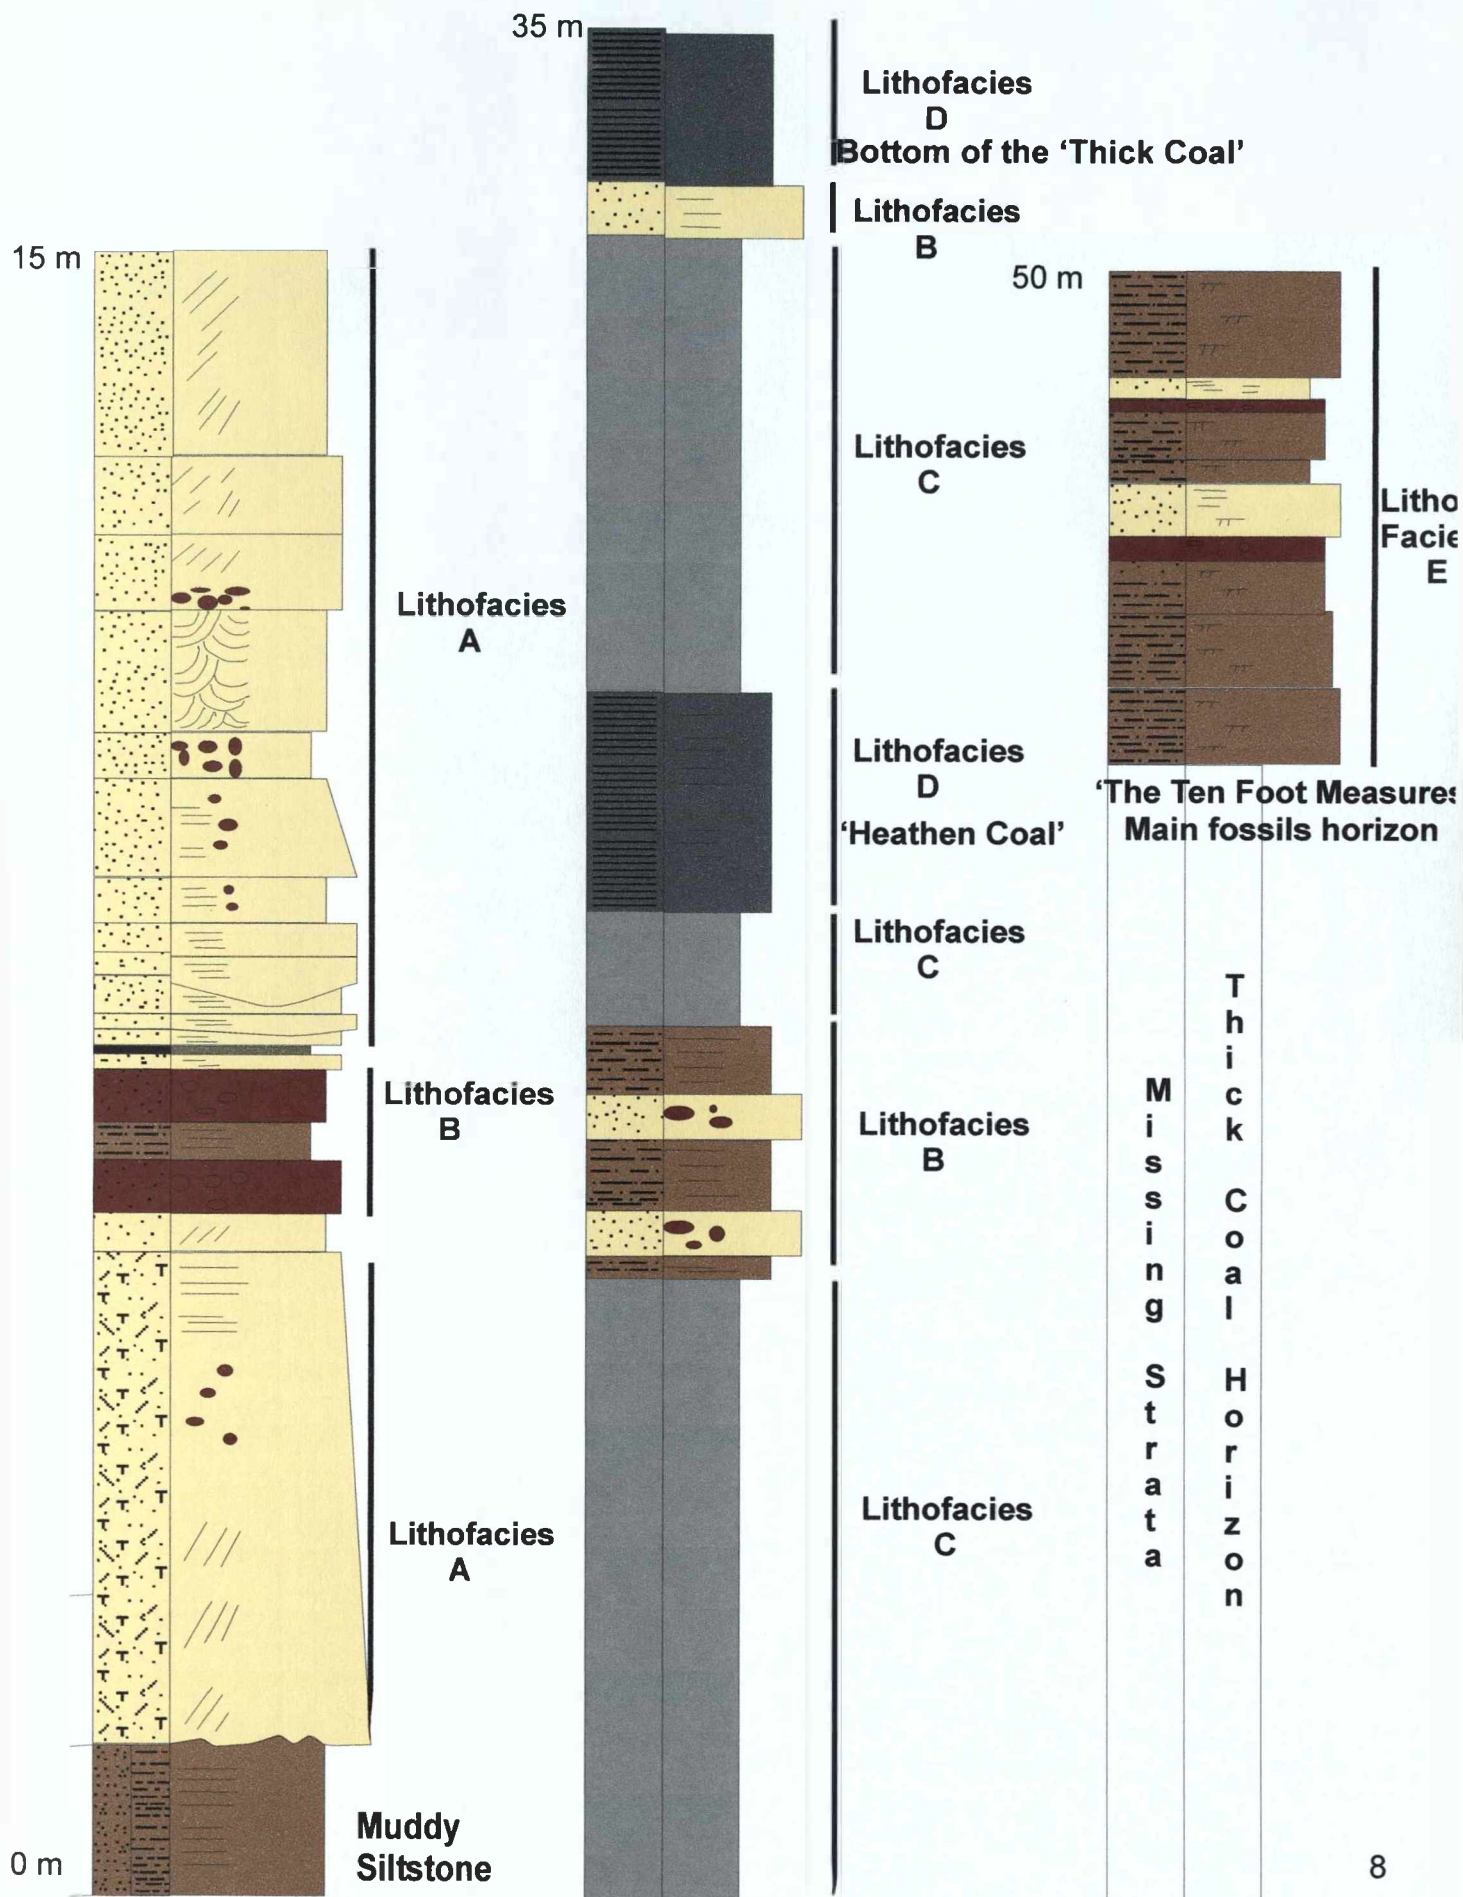 15 m
Lithofacies
A
Lithofacies
B
Lithofacies
A
Muddy
Siltstone
0 m
35 m
Lithofacies
D
Bottom of the ‘Thick Coal’
Lithofacies
B
Lithofacies
C
Lithofacies
D
‘Heathen Coal’
Lithofacies
C
Lithofacies
B
Lithofacies
C
50 m
Litho
Facie
E
‘The Ten Foot Measures
Main fossils horizon
Missing Strata
Thick Coal Horizon
8